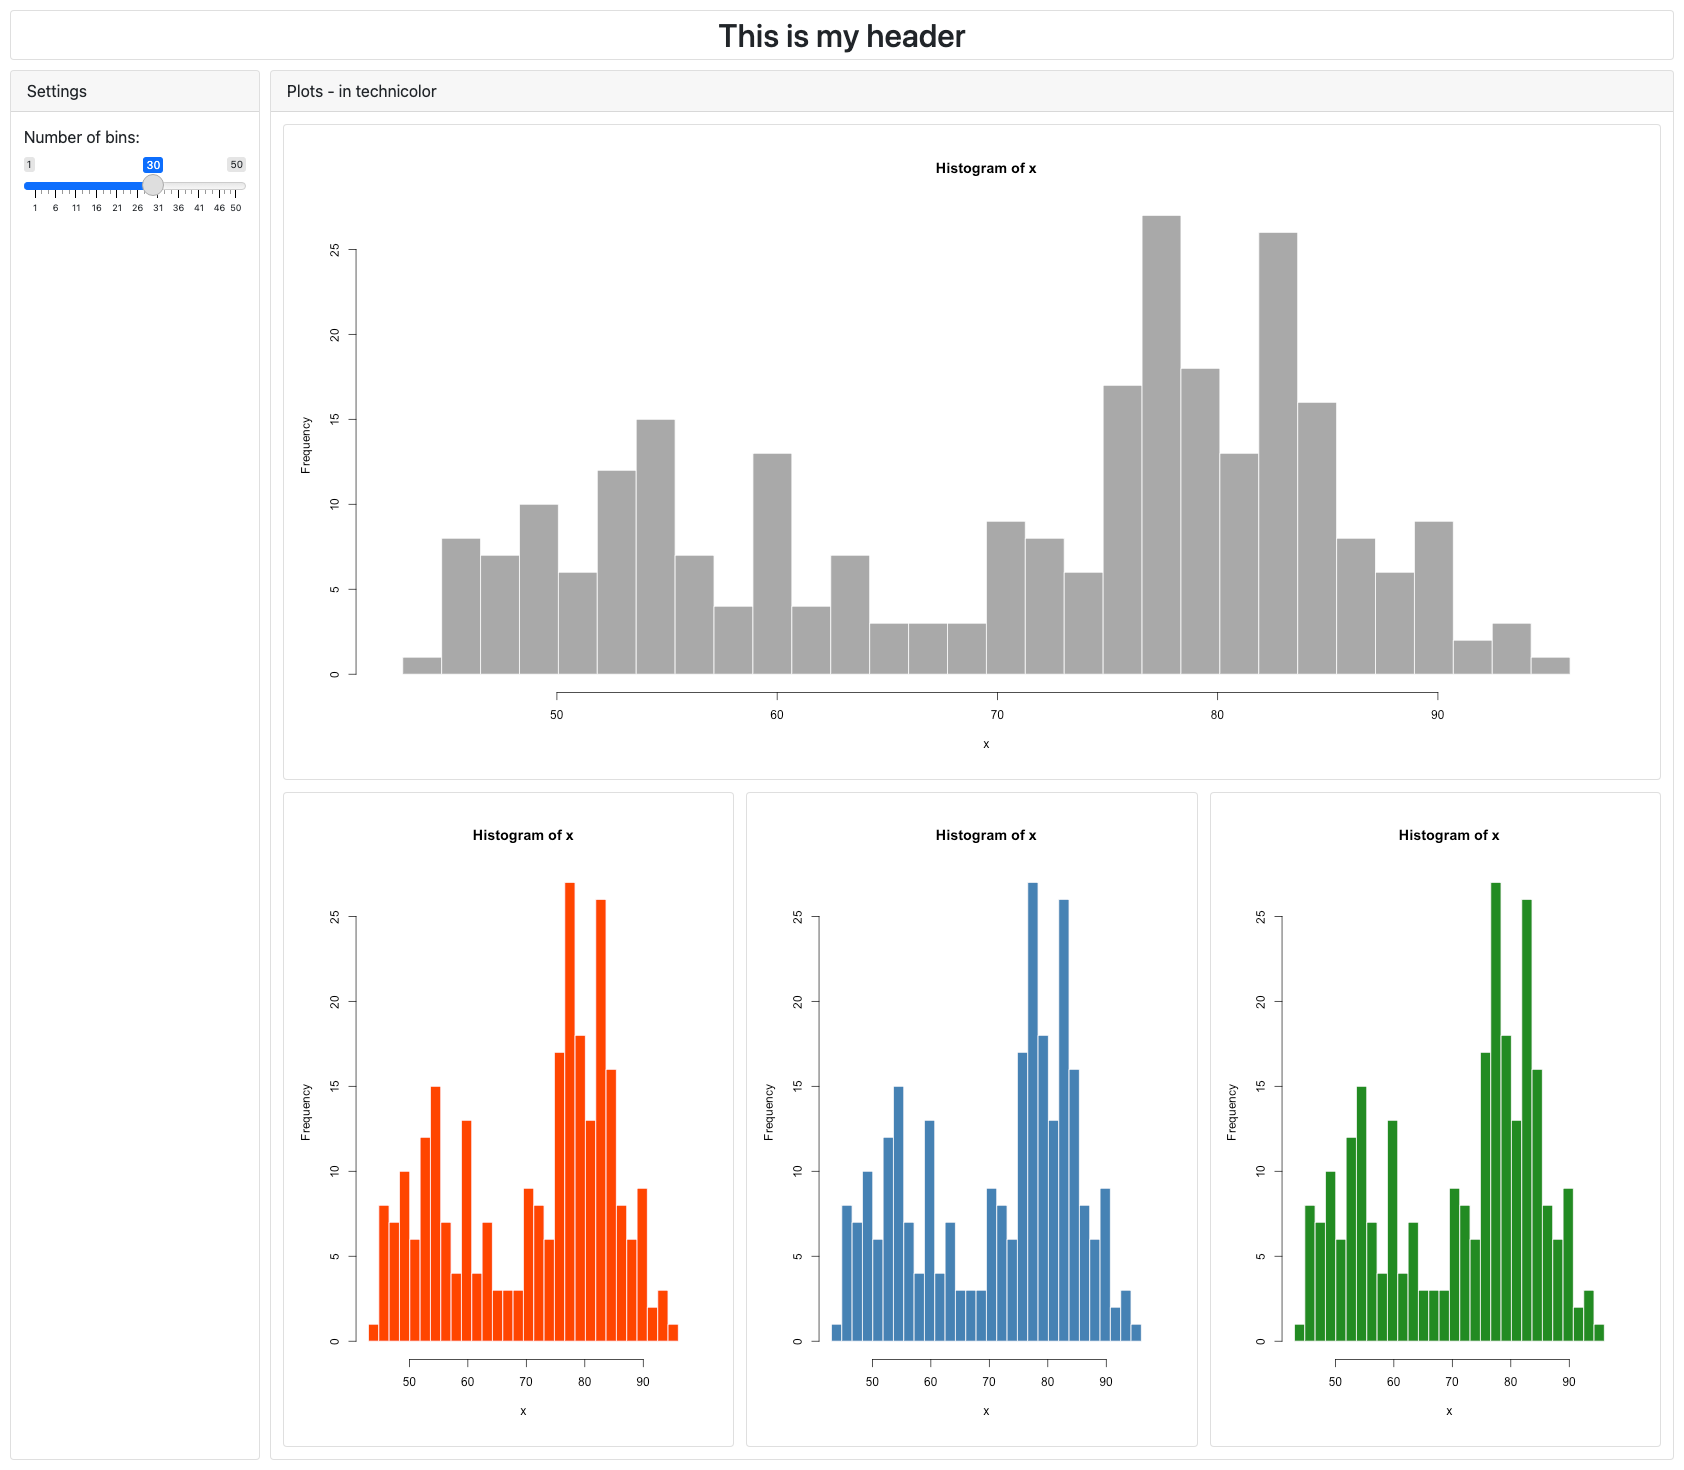 This is my header
Settings
Number of bins:
1 30 50
1 6 11 16 21 26 31 36 41 46 50
Plots - in technicolor
Histogram of x
Frequency
25
20
15
10
5
0
50 60 70 80 90
x
Histogram of x
Frequency
25
20
15
10
5
0
50 60 70 80 90
x
Histogram of x
Frequency
25
20
15
10
5
0
50 60 70 80 90
x
Histogram of x
Frequency
25
20
15
10
5
0
50 60 70 80 90
x